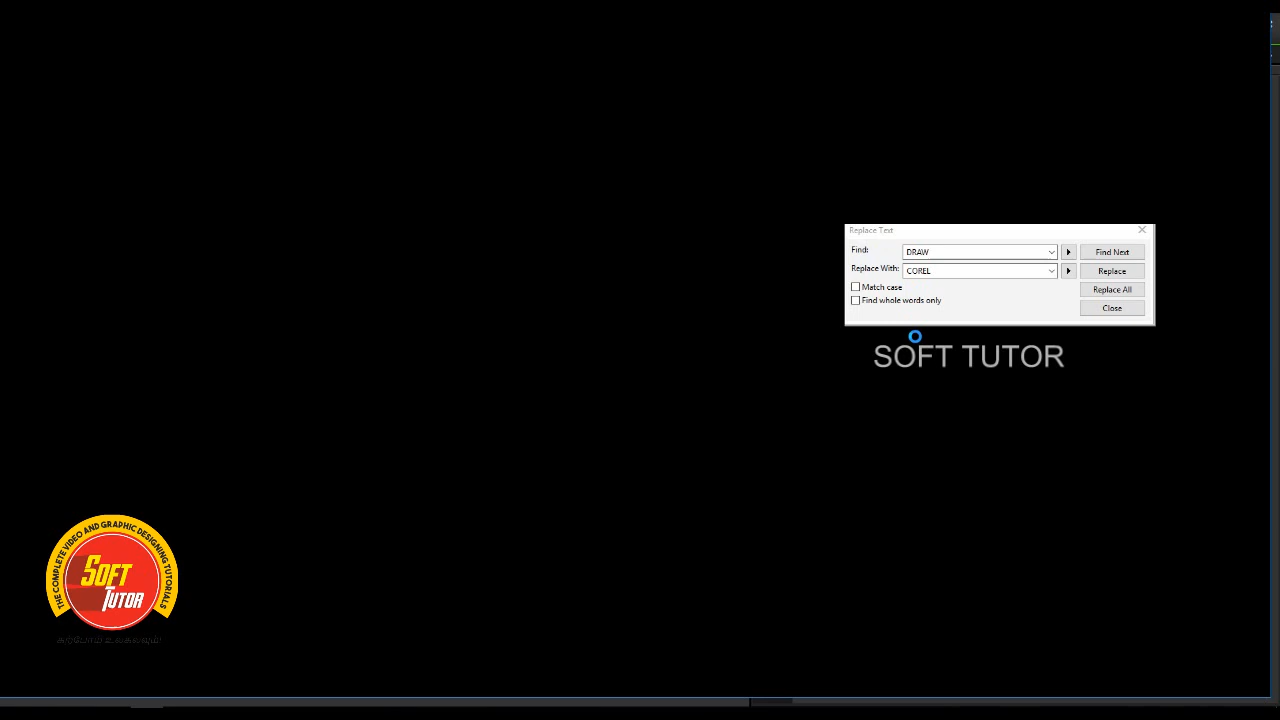 Replace Text
Find:
DRAW
Find Next
Replace With:
COREL
Replace
Match case
Replace All
Find whole words only
Close
SOFT TUTOR
THE COMPLETE VIDEO AND GRAPHIC DESIGNING TUTORIALS
SOFT
TUTOR